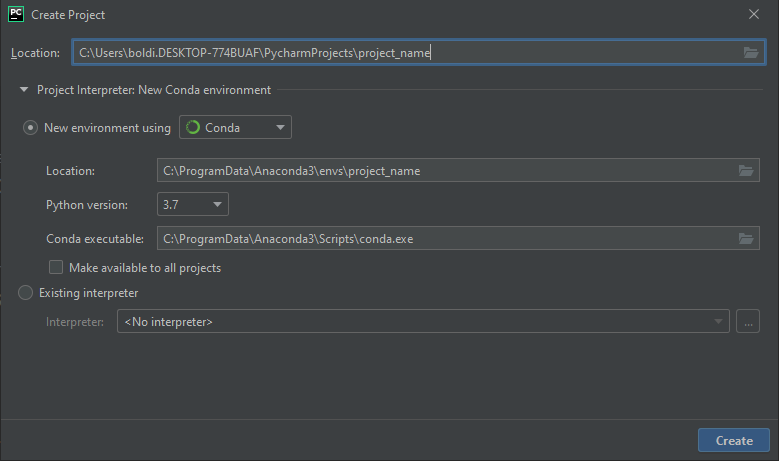 PC Create Project
Location: C:\Users\boldi.DESKTOP-774BUAF\PycharmProjects\project_name
Project Interpreter: New Conda environment
New environment using Conda
Location: C:\ProgramData\Anaconda3\envs\project_name
Python version: 3.7
Conda executable: C:\ProgramData\Anaconda3\Scripts\conda.exe
Make available to all projects
Existing interpreter
Interpreter: <No interpreter> ...
Create